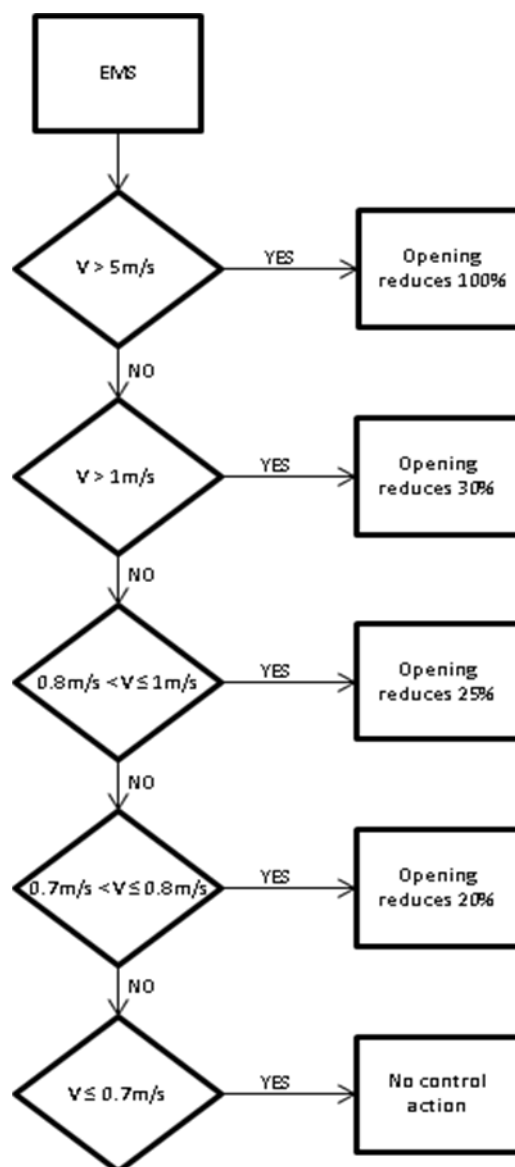 EMS
V > 5m/s
YES
Opening
reduces 100%
NO
V > 1m/s
YES
Opening
reduces 30%
NO
0.8m/s < V ≤ 1m/s
YES
Opening
reduces 25%
NO
0.7m/s < V ≤ 0.8m/s
YES
Opening
reduces 20%
NO
V ≤ 0.7m/s
YES
No control
action